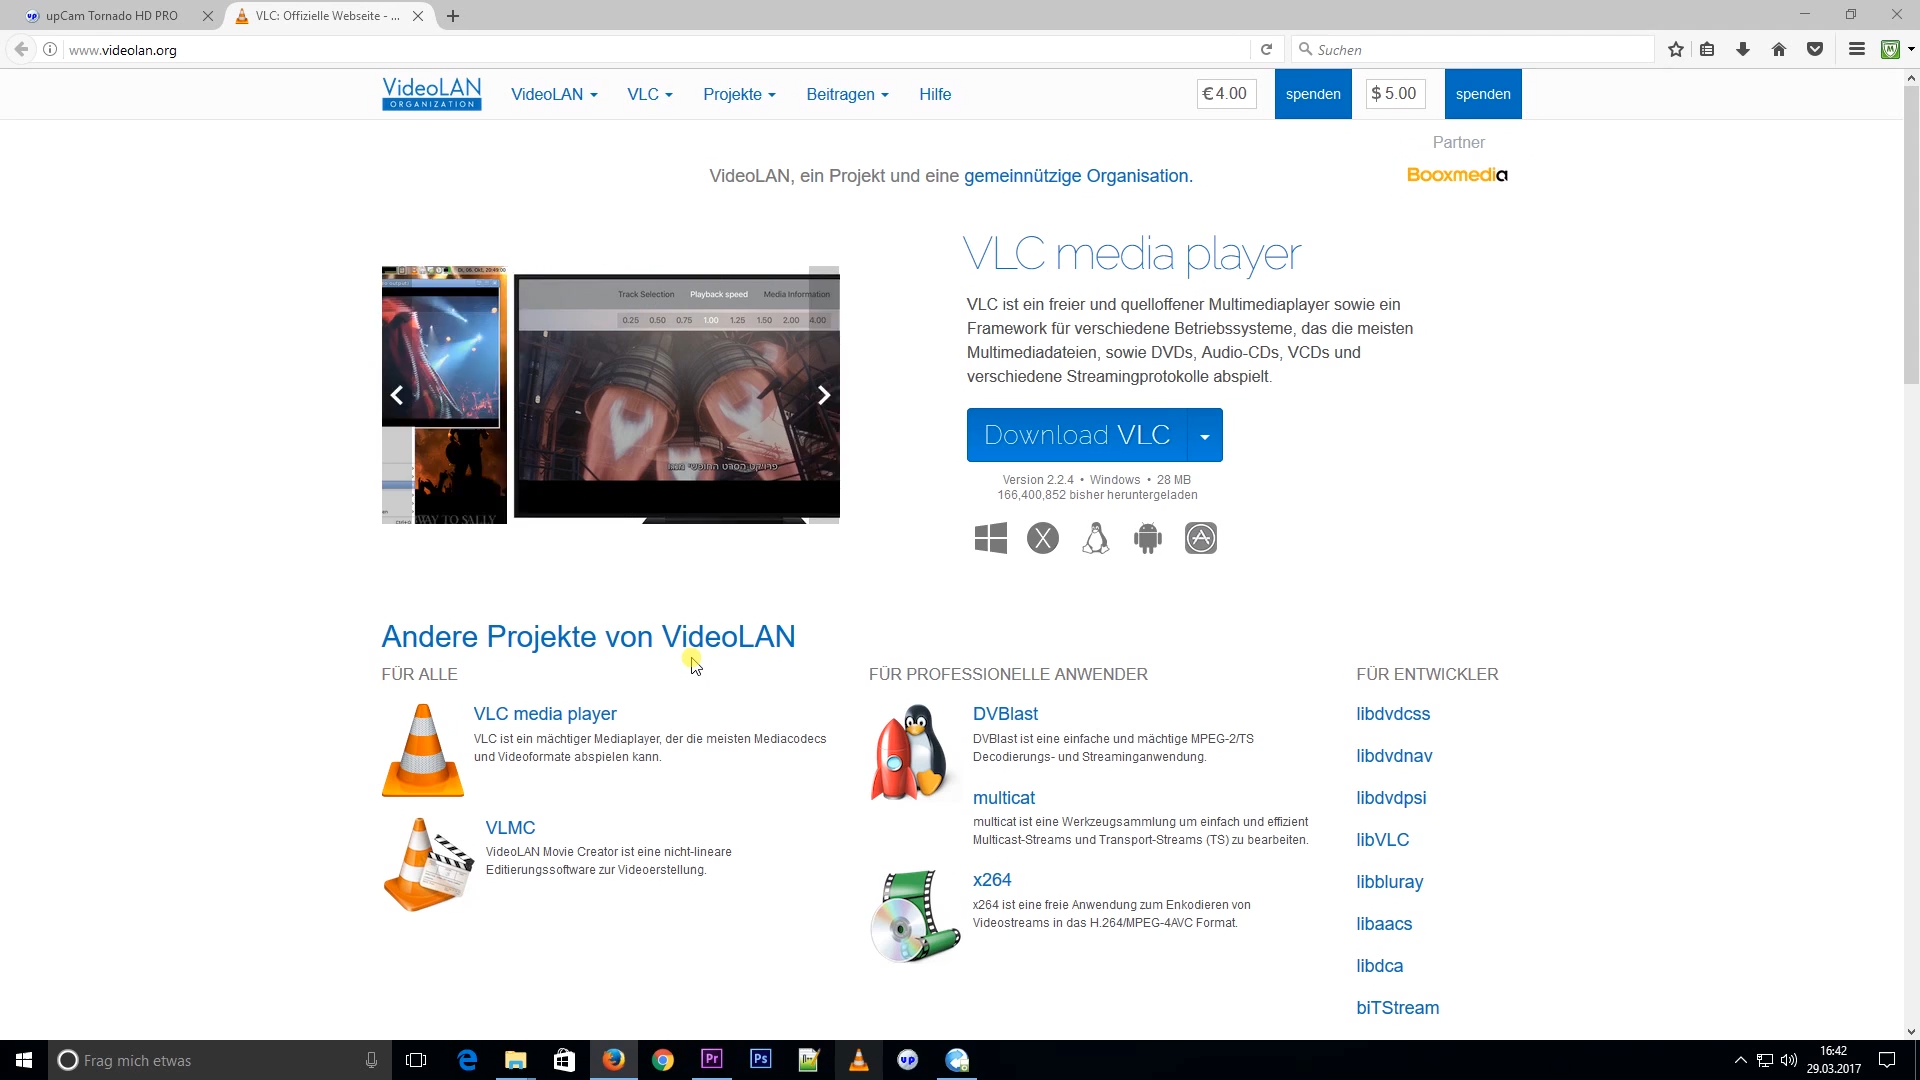 upCam Tornado HD PRO
VLC: Offizielle Webseite - ...
www.videolan.org
Suchen
VideoLAN
ORGANIZATION
VideoLAN
VLC
Projekte
Beitragen
Hilfe
€ 4.00
spenden
$ 5.00
spenden
Partner
VideoLAN, ein Projekt und eine gemeinnützige Organisation.
Booxmedia
VLC media player
Track Selection Playback speed Media Information
0.25 0.50 0.75 1.00 1.25 1.50 2.00 4.00
VLC ist ein freier und quelloffener Multimediaplayer sowie ein
Framework für verschiedene Betriebssysteme, das die meisten
Multimediadateien, sowie DVDs, Audio-CDs, VCDs und
verschiedene Streamingprotokolle abspielt.
Download VLC
Version 2.2.4 • Windows • 28 MB
166,400,852 bisher heruntergeladen
Andere Projekte von VideoLAN
FÜR ALLE
VLC media player
VLC ist ein mächtiger Mediaplayer, der die meisten Mediacodecs
und Videoformate abspielen kann.
VLMC
VideoLAN Movie Creator ist eine nicht-lineare
Editierungssoftware zur Videoerstellung.
FÜR PROFESSIONELLE ANWENDER
DVBlast
DVBlast ist eine einfache und mächtige MPEG-2/TS
Decodierungs- und Streaminganwendung.
multicat
multicat ist eine Werkzeugsammlung um einfach und effizient
Multicast-Streams und Transport-Streams (TS) zu bearbeiten.
x264
x264 ist eine freie Anwendung zum Enkodieren von
Videostreams in das H.264/MPEG-4AVC Format.
FÜR ENTWICKLER
libdvdcss
libdvdnav
libdvdpsi
libVLC
libbluray
libaacs
libdca
biTStream
Frag mich etwas
Pr
Ps
up
16:42
29.03.2017